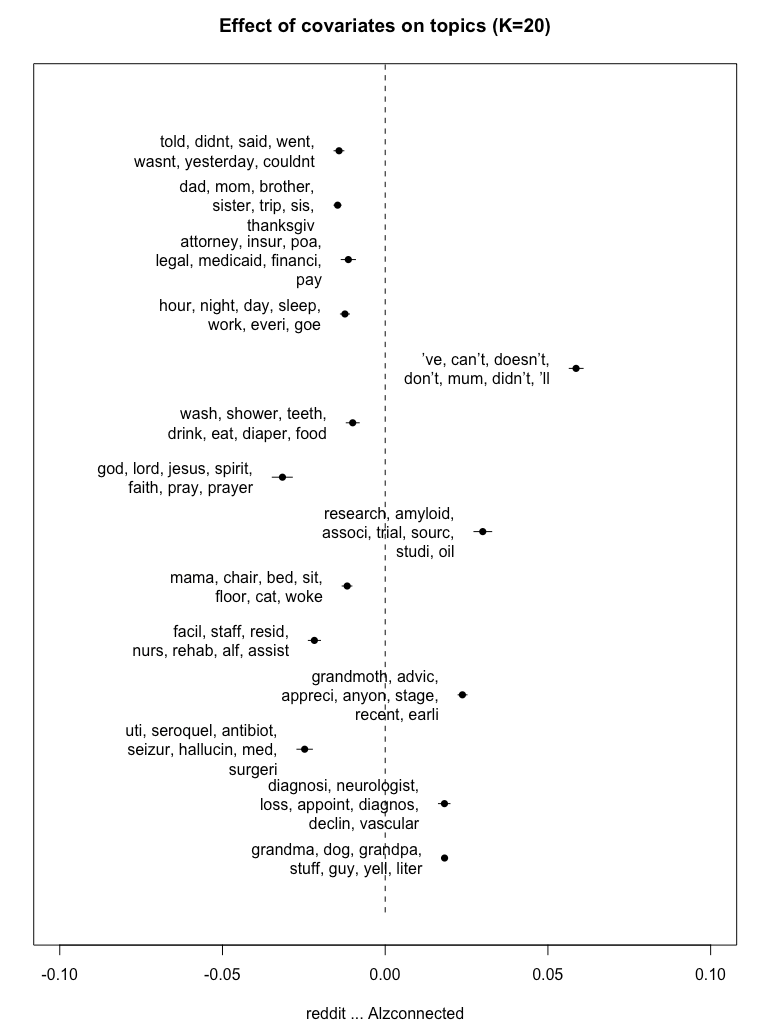 Effect of covariates on topics (K=20)
told, didnt, said, went,
wasnt, yesterday, couldnt
dad, mom, brother,
sister, trip, sis,
thanksgiv
attorney, insur, poa,
legal, medicaid, financi,
pay
hour, night, day, sleep,
work, everi, goe
’ve, can’t, doesn’t,
don’t, mum, didn’t, ’ll
wash, shower, teeth,
drink, eat, diaper, food
god, lord, jesus, spirit,
faith, pray, prayer
research, amyloid,
associ, trial, sourc,
studi, oil
mama, chair, bed, sit,
floor, cat, woke
facil, staff, resid,
nurs, rehab, alf, assist
grandmoth, advic,
appreci, anyon, stage,
recent, earli
uti, seroquel, antibiot,
seizur, hallucin, med,
surgeri
diagnosi, neurologist,
loss, appoint, diagnos,
declin, vascular
grandma, dog, grandpa,
stuff, guy, yell, liter
-0.10 -0.05 0.00 0.05 0.10
reddit ... Alzconnected